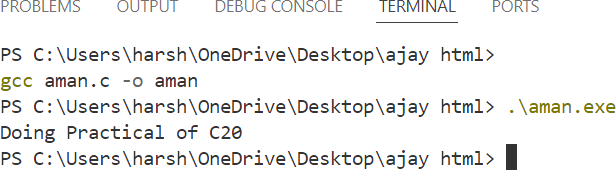 PROBLEMS OUTPUT DEBUG CONSOLE TERMINAL PORTS
PS C:\Users\harsh\OneDrive\Desktop\ajay html>
gcc aman.c -o aman
PS C:\Users\harsh\OneDrive\Desktop\ajay html> .\aman.exe
Doing Practical of C20
PS C:\Users\harsh\OneDrive\Desktop\ajay html>